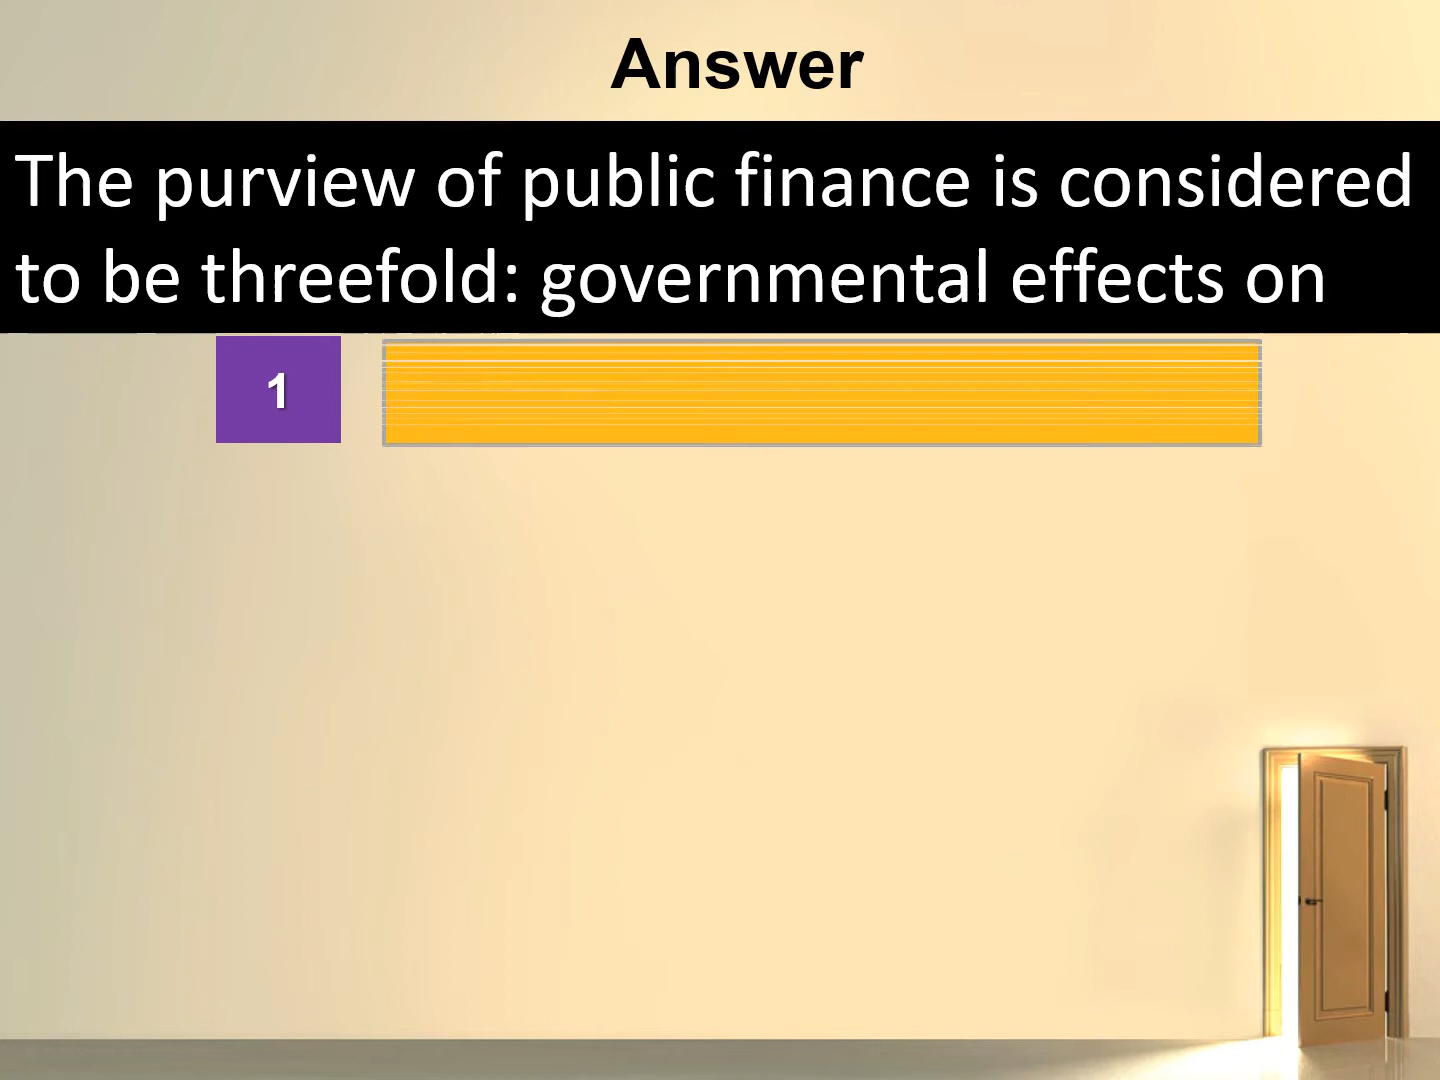 Answer
The purview of public finance is considered
to be threefold: governmental effects on
1